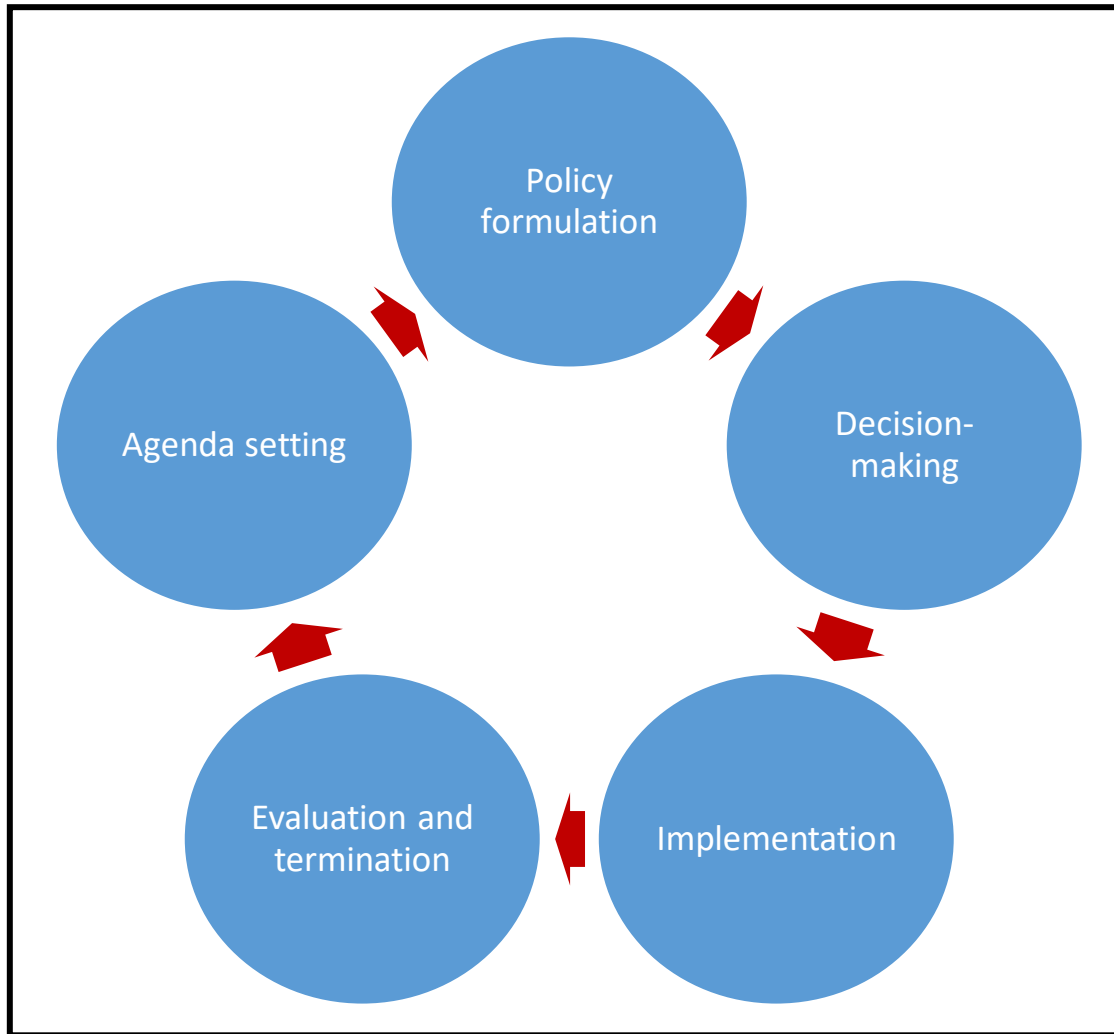 Policy
formulation
Agenda setting
Decision-
making
Evaluation and
termination
Implementation